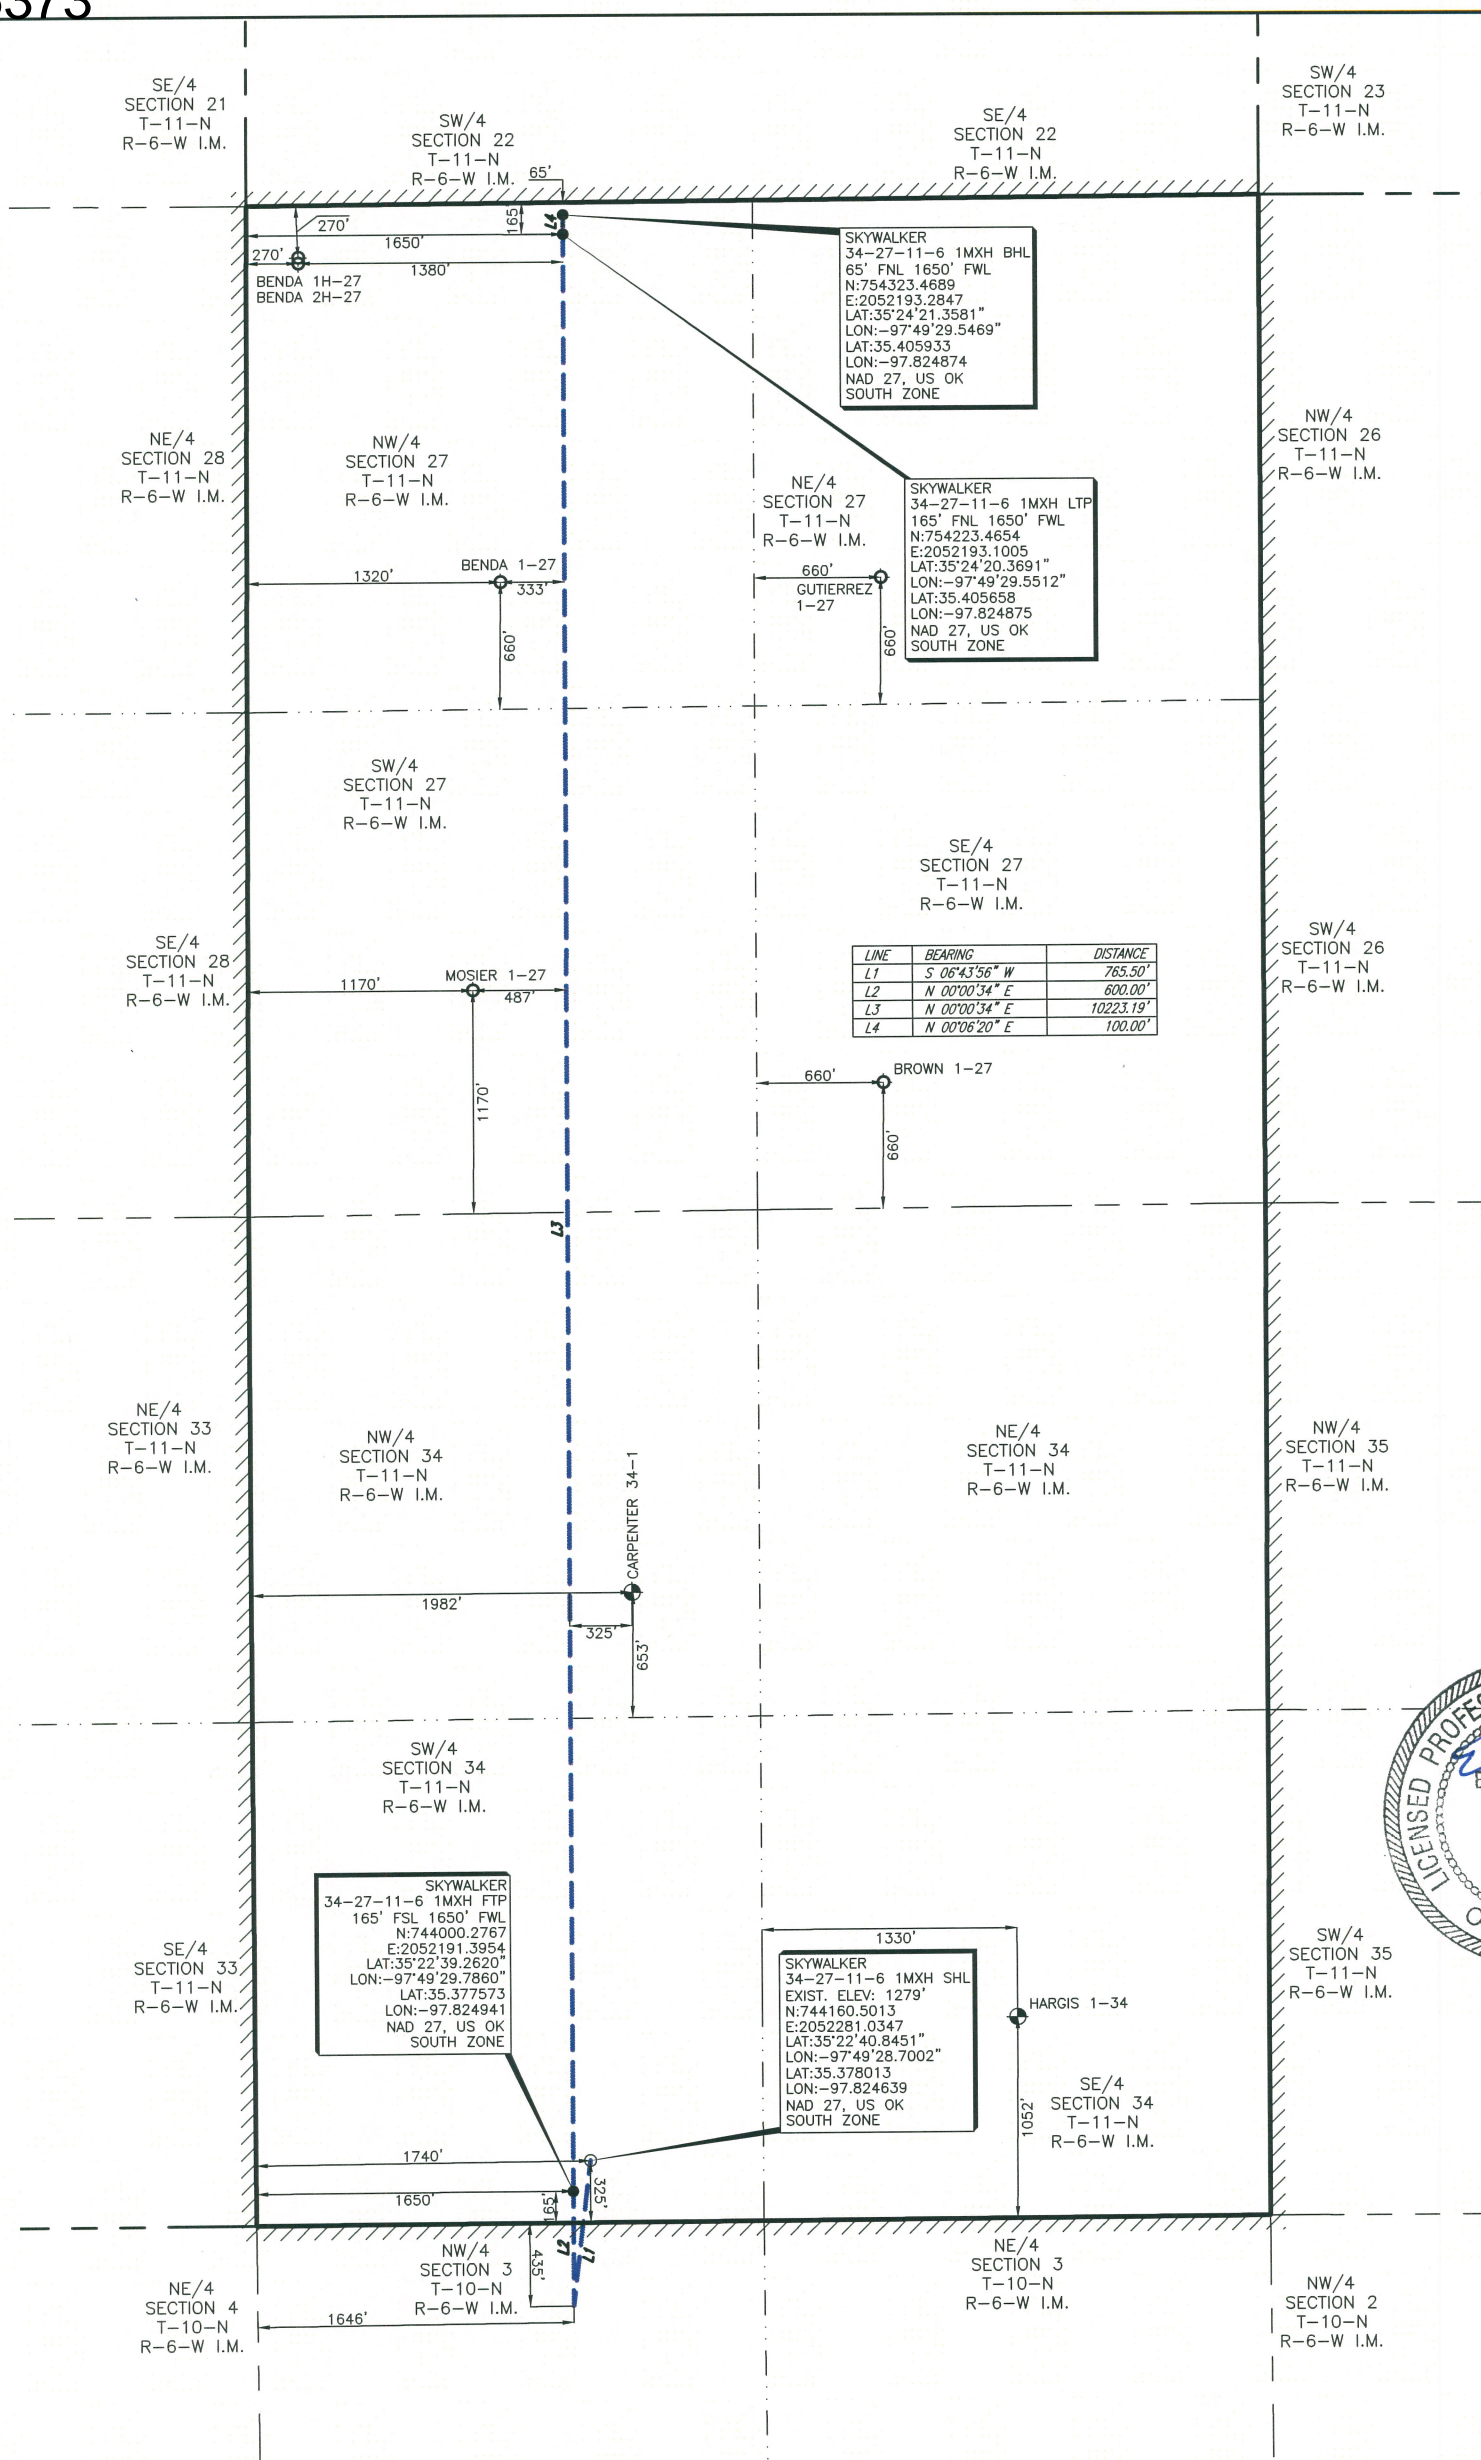 SE/4
SECTION 21
T-11-N
R-6-W I.M.
SW/4
SECTION 22
T-11-N
R-6-W I.M.
65'
SE/4
SECTION 22
T-11-N
R-6-W I.M.
SW/4
SECTION 23
T-11-N
R-6-W I.M.
270'
1650'
165'
L4
270'
1380'
BENDA 1H-27
BENDA 2H-27
SKYWALKER
34-27-11-6 1MXH BHL
65' FNL 1650' FWL
N:754323.4689
E:2052193.2847
LAT:35°24'21.3581"
LON:-97°49'29.5469"
LAT:35.405933
LON:-97.824874
NAD 27, US OK
SOUTH ZONE
NE/4
SECTION 28
T-11-N
R-6-W I.M.
NW/4
SECTION 27
T-11-N
R-6-W I.M.
NE/4
SECTION 27
T-11-N
R-6-W I.M.
SKYWALKER
34-27-11-6 1MXH LTP
165' FNL 1650' FWL
N:754223.4654
E:2052193.1005
LAT:35°24'20.3691"
LON:-97°49'29.5512"
LAT:35.405658
LON:-97.824875
NAD 27, US OK
SOUTH ZONE
NW/4
SECTION 26
T-11-N
R-6-W I.M.
1320'
BENDA 1-27
333'
660'
660'
GUTIERREZ
1-27
660'
SW/4
SECTION 27
T-11-N
R-6-W I.M.
SE/4
SECTION 27
T-11-N
R-6-W I.M.
SE/4
SECTION 28
T-11-N
R-6-W I.M.
1170'
MOSIER 1-27
487'
1170'
LINE BEARING DISTANCE
L1 S 06°43'56" W 765.50'
L2 N 00°00'34" E 600.00'
L3 N 00°00'34" E 10223.19'
L4 N 00°06'20" E 100.00'
SW/4
SECTION 26
T-11-N
R-6-W I.M.
660'
BROWN 1-27
660'
L3
NE/4
SECTION 33
T-11-N
R-6-W I.M.
NW/4
SECTION 34
T-11-N
R-6-W I.M.
NE/4
SECTION 34
T-11-N
R-6-W I.M.
NW/4
SECTION 35
T-11-N
R-6-W I.M.
CARPENTER 34-1
1982'
325'
653'
SW/4
SECTION 34
T-11-N
R-6-W I.M.
LICENSED
SKYWALKER
34-27-11-6 1MXH FTP
165' FSL 1650' FWL
N:744000.2767
E:2052191.3954
LAT:35°22'39.2620"
LON:-97°49'29.7860"
LAT:35.377573
LON:-97.824941
NAD 27, US OK
SOUTH ZONE
SE/4
SECTION 33
T-11-N
R-6-W I.M.
1330'
SKYWALKER
34-27-11-6 1MXH SHL
EXIST. ELEV: 1279'
N:744160.5013
E:2052281.0347
LAT:35°22'40.8451"
LON:-97°49'28.7002"
LAT:35.378013
LON:-97.824639
NAD 27, US OK
SOUTH ZONE
HARGIS 1-34
1052'
SE/4
SECTION 34
T-11-N
R-6-W I.M.
SW/4
SECTION 35
T-11-N
R-6-W I.M.
1740'
1650'
165'
325'
NE/4
SECTION 4
T-10-N
R-6-W I.M.
NW/4
SECTION 3
T-10-N
R-6-W I.M.
435'
L2
L1
1646'
NE/4
SECTION 3
T-10-N
R-6-W I.M.
NW/4
SECTION 2
T-10-N
R-6-W I.M.